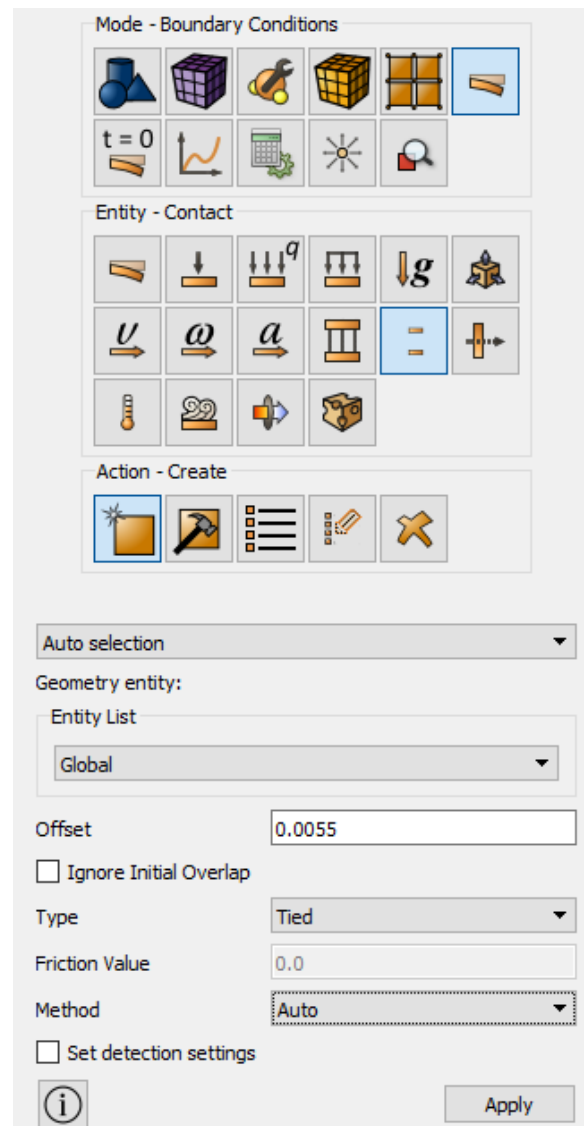 Mode - Boundary Conditions
t = 0
Entity - Contact
q
g
υ ω a
Action - Create
Auto selection
Geometry entity:
Entity List
Global
Offset 0.0055
Ignore Initial Overlap
Type Tied
Friction Value 0.0
Method Auto
Set detection settings
i Apply